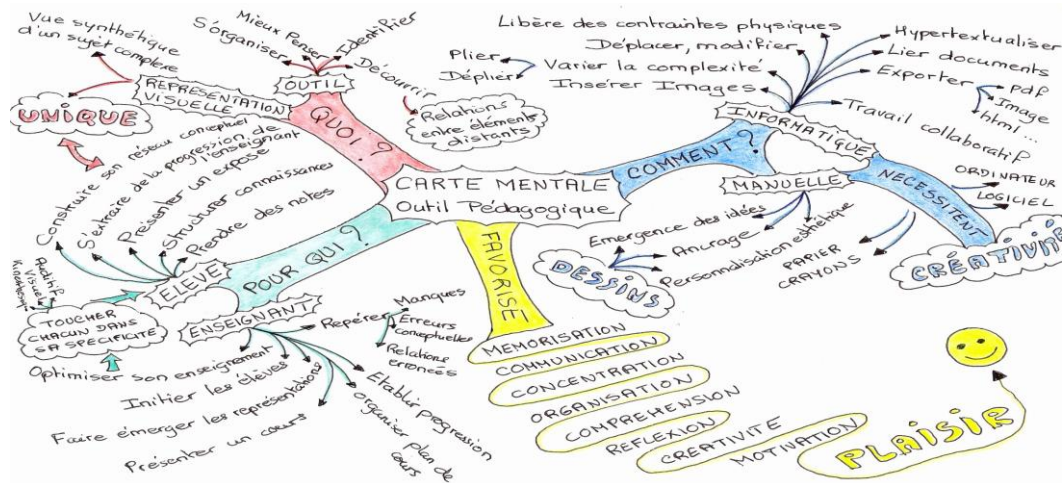 CARTE MENTALE
Outil Pédagogique
QUOI ?
REPRESENTATION
VISUELLE
Vue synthétique
d'un sujet complexe
UNIQUE
OUTIL
S'organiser
Mieux Penser
Identifier
Découvrir
Relations
entre éléments
distants
COMMENT ?
INFORMATIQUE
Libère des contraintes physiques
Déplacer, modifier
Varier la complexité
Plier
Déplier
Insérer Images
Hypertextualiser
Lier documents
Exporter
Pdf
Image
html...
Travail collaboratif
MANUELLE
Emergence des idées
Ancrage
Personnalisation esthétique
DESSINS
NECESSITENT
ORDINATEUR
LOGICIEL
PAPIER
CRAYONS
CRÉATIVITÉ
POUR QUI ?
ELEVE
Construire son réseau conceptuel
S'extraire de la progression de
l'enseignant
Présenter un exposé
Structurer connaissances
Prendre des notes
TOUCHER
CHACUN DANS
SA SPECIFICITE
Auditif
Visuel
ENSEIGNANT
Optimiser son enseignement
Initier les élèves
Faire émerger les représentations
Présenter un cours
Repérer
Manques
Erreurs
conceptuelles
Relations
erronées
Etablir progression
organiser plan de
cours
FAVORISE
MEMORISATION
COMMUNICATION
CONCENTRATION
ORGANISATION
COMPREHENSION
REFLEXION
CREATIVITE
MOTIVATION
PLAISIR